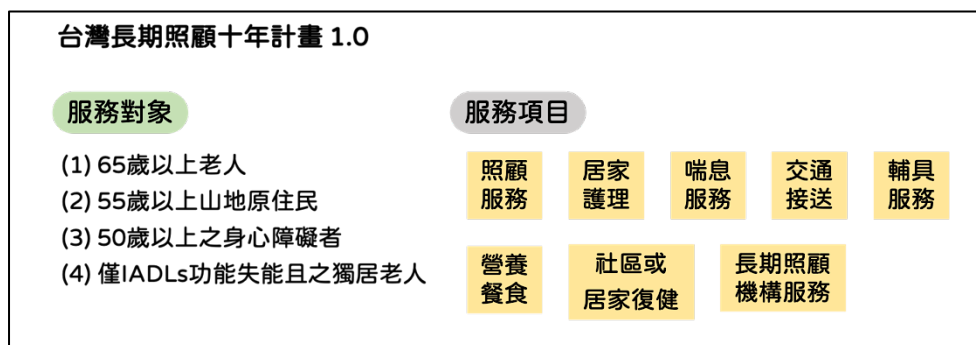 台灣長期照顧十年計畫 1.0
服務對象
(1) 65歲以上老人
(2) 55歲以上山地原住民
(3) 50歲以上之身心障礙者
(4) 僅IADLs功能失能且之獨居老人
服務項目
照顧
服務
居家
護理
喘息
服務
交通
接送
輔具
服務
營養
餐食
社區或
居家復健
長期照顧
機構服務